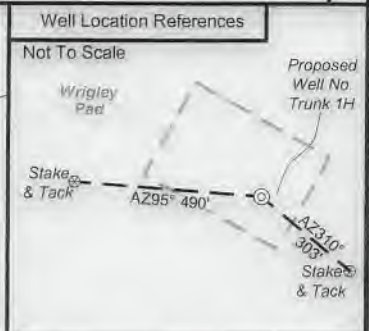 Well Location References
Not To Scale
Wrigley
Pad
Proposed
Well No
Trunk 1H
Stake
& Tack
AZ95° 490'
AZ310°
303'
Stake
& Tack